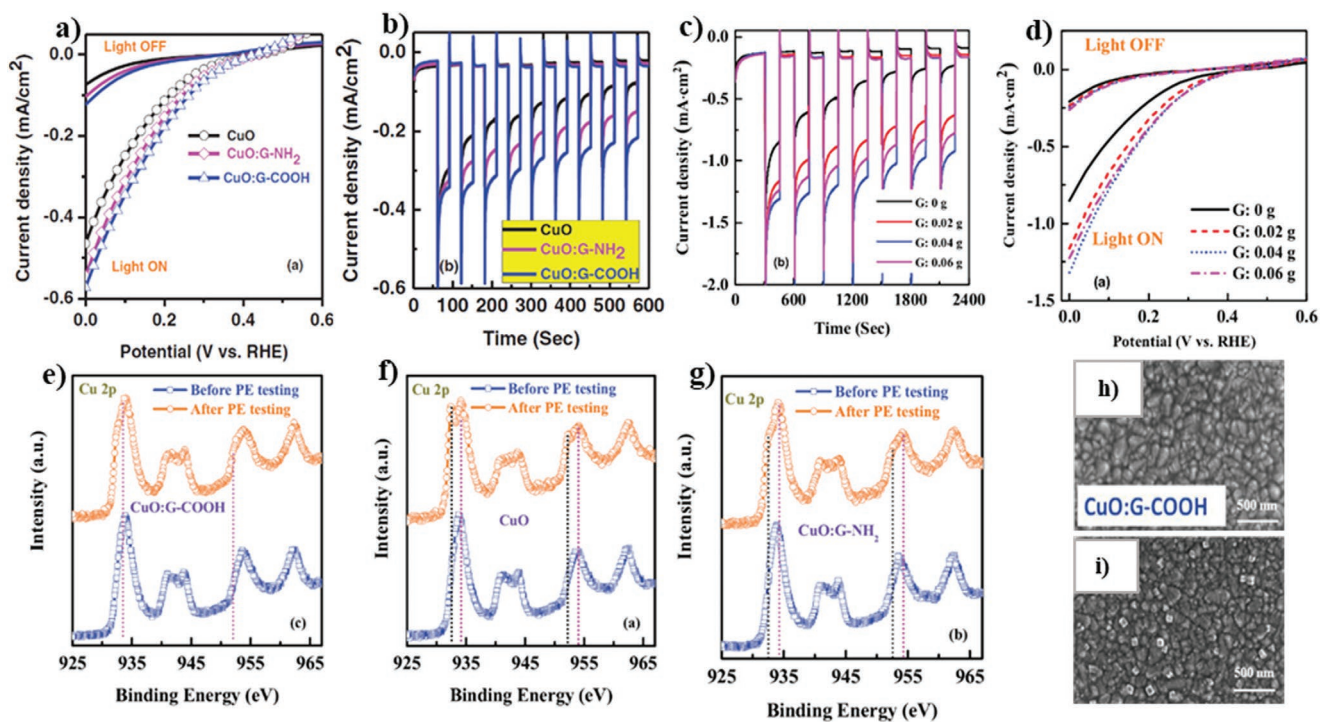 a)
Current density (mA/cm²)
0.0
-0.2
-0.4
-0.6
Light OFF
CuO
CuO:G-NH₂
CuO:G-COOH
Light ON
(a)
0.0 0.2 0.4 0.6
Potential (V vs. RHE)
b)
Current density (mA/cm²)
0.0
-0.2
-0.4
-0.6
CuO
CuO:G-NH₂
CuO:G-COOH
(b)
0 100 200 300 400 500 600
Time (Sec)
c)
Current density (mA·cm²)
0.0
-0.5
-1.0
-1.5
-2.0
G: 0 g
G: 0.02 g
G: 0.04 g
G: 0.06 g
(b)
0 600 1200 1800 2400
Time (Sec)
d)
Current density (mA·cm²)
0.0
-0.5
-1.0
-1.5
Light OFF
Light ON
G: 0 g
G: 0.02 g
G: 0.04 g
G: 0.06 g
(a)
0.0 0.2 0.4 0.6
Potential (V vs. RHE)
e)
Intensity (a.u.)
Cu 2p
Before PE testing
After PE testing
CuO:G-COOH
(c)
925 935 945 955 965
Binding Energy (eV)
f)
Intensity (a.u.)
Cu 2p
Before PE testing
After PE testing
CuO
(a)
925 935 945 955 965
Binding Energy (eV)
g)
Intensity (a.u.)
Cu 2p
Before PE testing
After PE testing
CuO:G-NH₂
(b)
925 935 945 955 965
Binding Energy (eV)
h)
CuO:G-COOH
500 nm
i)
500 nm